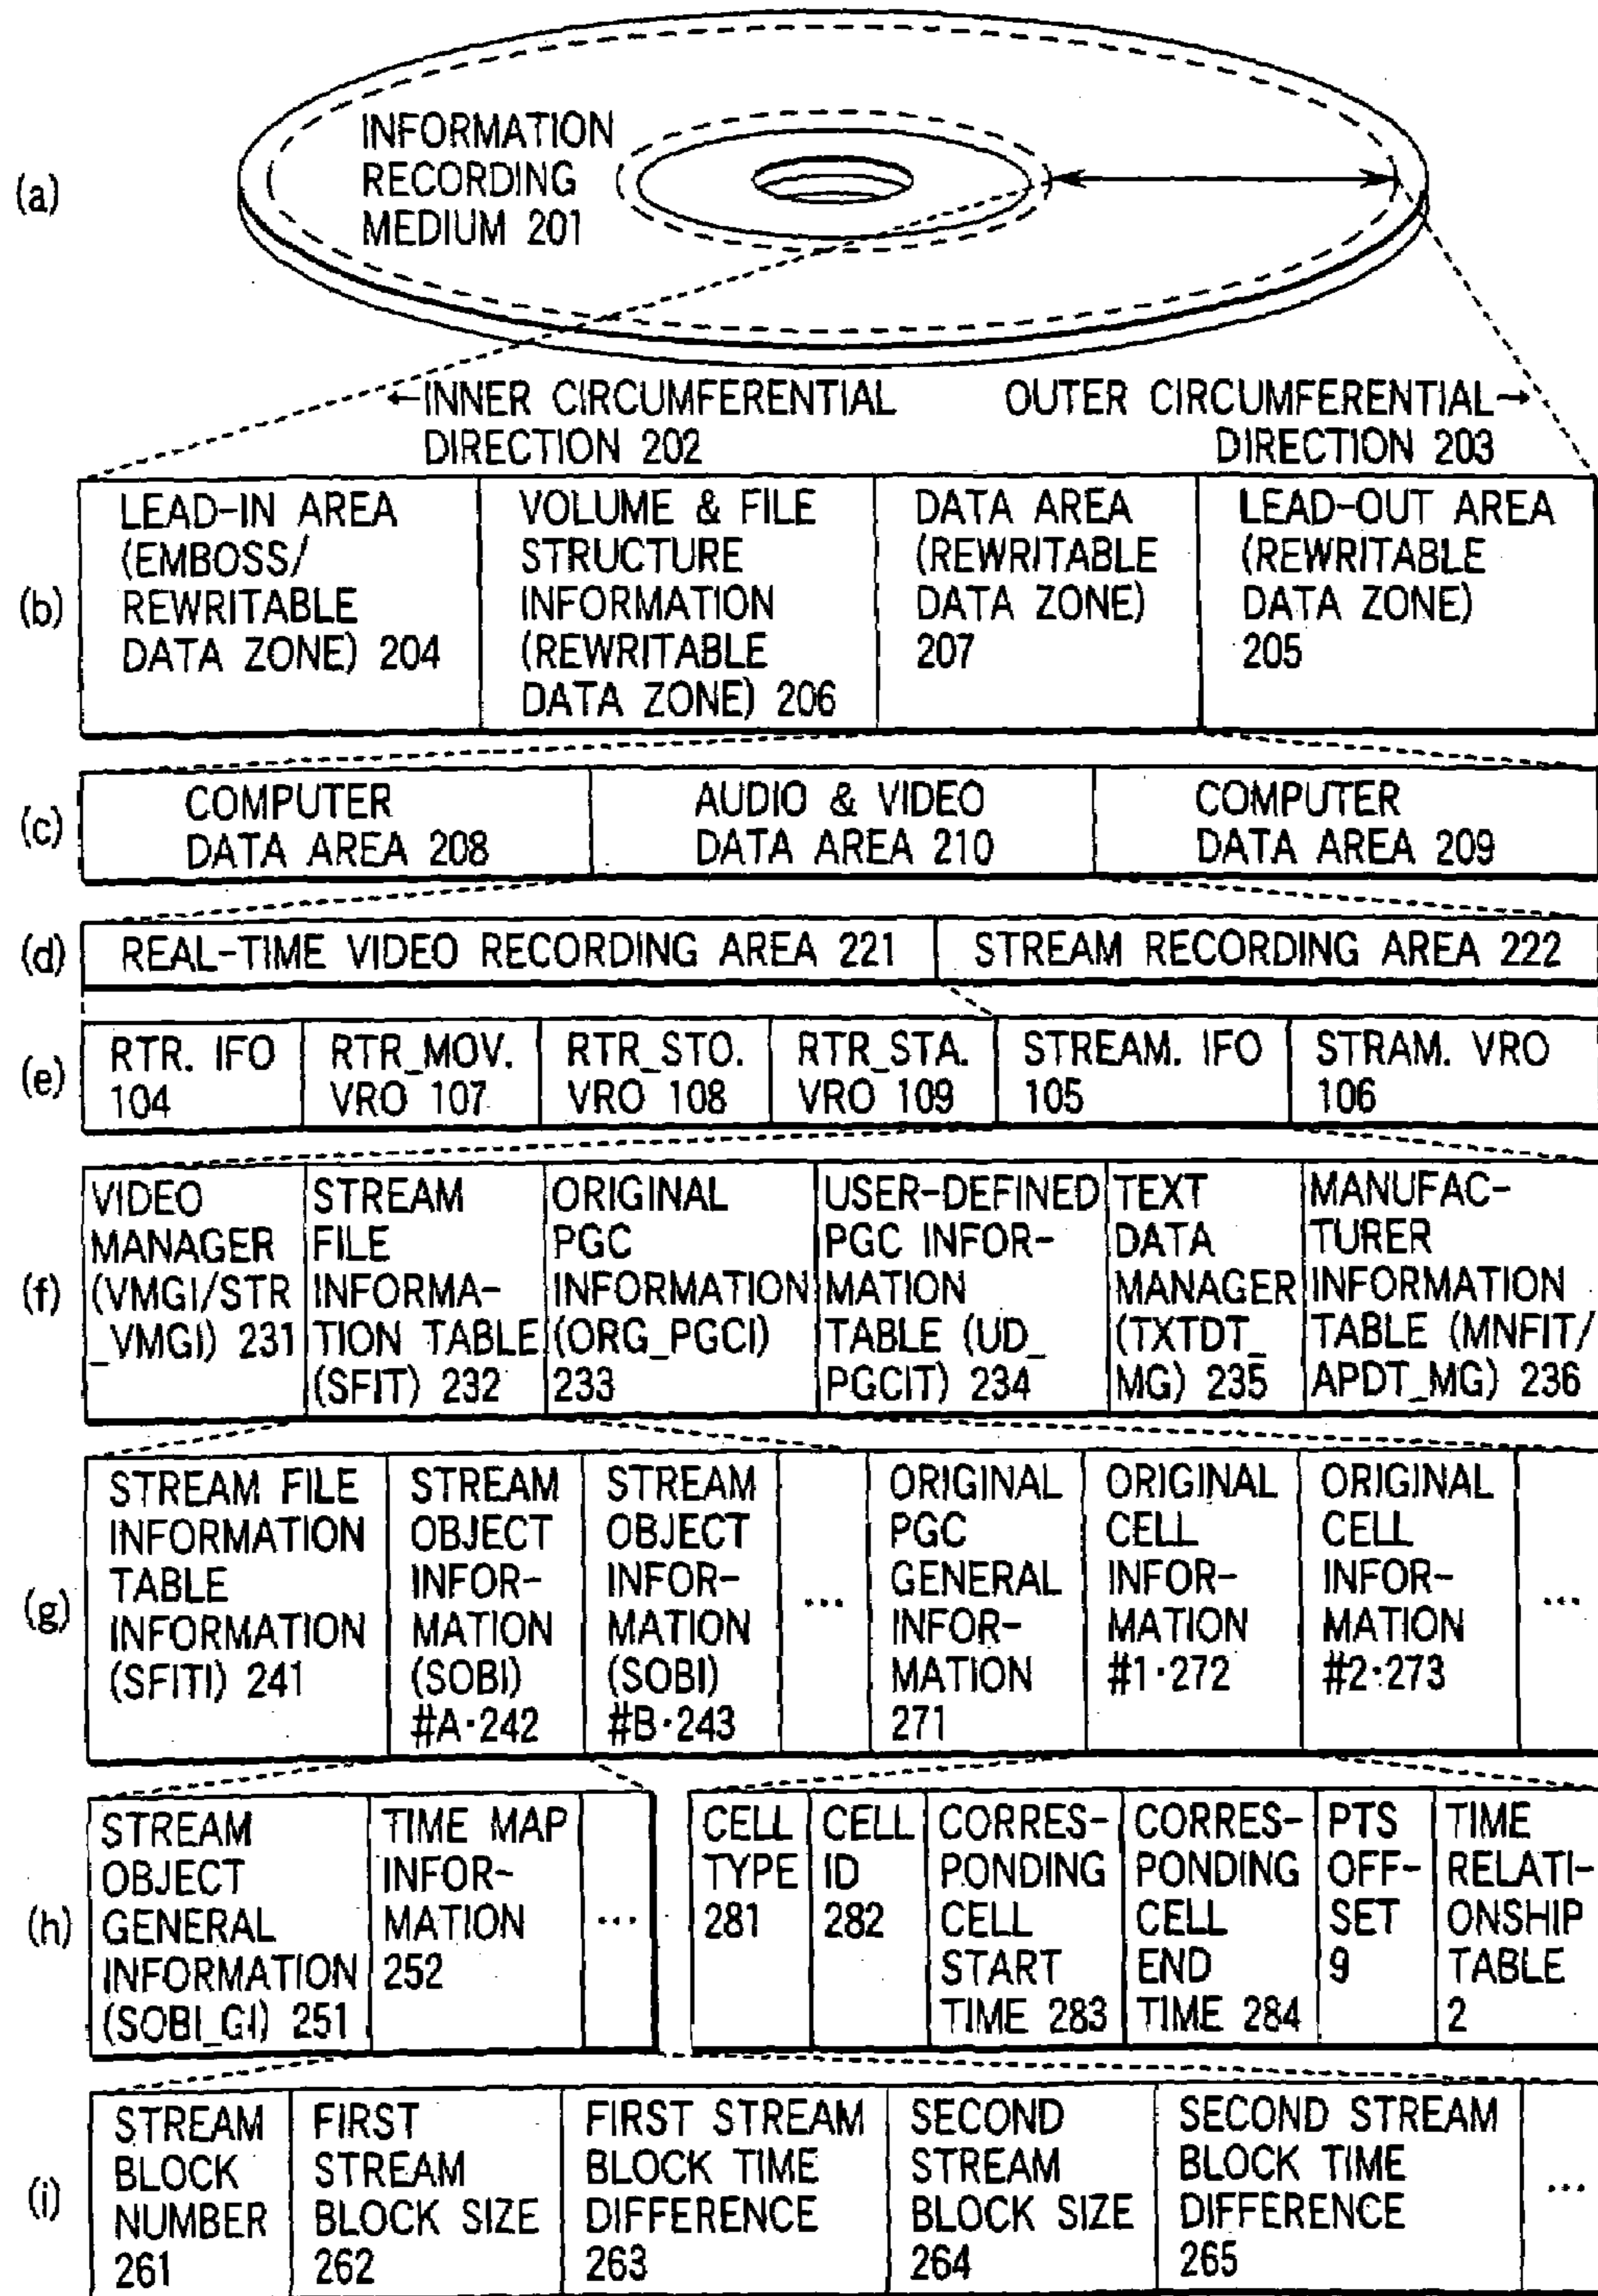 (a)
INFORMATION
RECORDING
MEDIUM 201
←INNER CIRCUMFERENTIAL
DIRECTION 202
OUTER CIRCUMFERENTIAL→
DIRECTION 203
(b)
LEAD-IN AREA
(EMBOSS/
REWRITABLE
DATA ZONE) 204
VOLUME & FILE
STRUCTURE
INFORMATION
(REWRITABLE
DATA ZONE) 206
DATA AREA
(REWRITABLE
DATA ZONE)
207
LEAD-OUT AREA
(REWRITABLE
DATA ZONE)
205
(c)
COMPUTER
DATA AREA 208
AUDIO & VIDEO
DATA AREA 210
COMPUTER
DATA AREA 209
(d)
REAL-TIME VIDEO RECORDING AREA 221
STREAM RECORDING AREA 222
(e)
RTR. IFO
104
RTR_MOV.
VRO 107
RTR_STO.
VRO 108
RTR_STA.
VRO 109
STREAM. IFO
105
STRAM. VRO
106
(f)
VIDEO
MANAGER
(VMGI/STR
_VMGI) 231
STREAM
FILE
INFORMA-
TION TABLE
(SFIT) 232
ORIGINAL
PGC
INFORMATION
(ORG_PGCI)
233
USER-DEFINED
PGC INFOR-
MATION
TABLE (UD_
PGCIT) 234
TEXT
DATA
MANAGER
(TXTDT_
MG) 235
MANUFAC-
TURER
INFORMATION
TABLE (MNFIT/
APDT_MG) 236
(g)
STREAM FILE
INFORMATION
TABLE
INFORMATION
(SFITI) 241
STREAM
OBJECT
INFOR-
MATION
(SOBI)
#A·242
STREAM
OBJECT
INFOR-
MATION
(SOBI)
#B·243
...
ORIGINAL
PGC
GENERAL
INFOR-
MATION
271
ORIGINAL
CELL
INFOR-
MATION
#1·272
ORIGINAL
CELL
INFOR-
MATION
#2·273
...
(h)
STREAM
OBJECT
GENERAL
INFORMATION
(SOBI_GI) 251
TIME MAP
INFOR-
MATION
252
...
CELL
TYPE
281
CELL
ID
282
CORRES-
PONDING
CELL
START
TIME 283
CORRES-
PONDING
CELL
END
TIME 284
PTS
OFF-
SET
9
TIME
RELATI-
ONSHIP
TABLE
2
(i)
STREAM
BLOCK
NUMBER
261
FIRST
STREAM
BLOCK SIZE
262
FIRST STREAM
BLOCK TIME
DIFFERENCE
263
SECOND
STREAM
BLOCK SIZE
264
SECOND STREAM
BLOCK TIME
DIFFERENCE
265
...